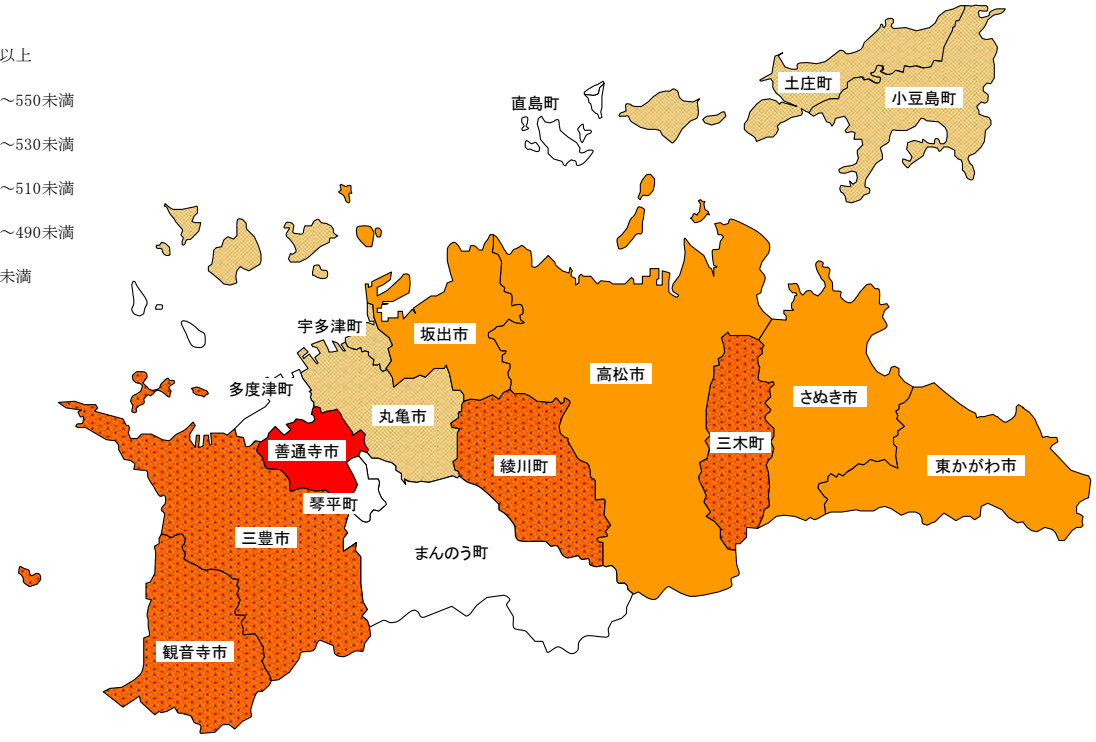 以上
～550未満
～530未満
～510未満
～490未満
未満
土庄町
小豆島町
直島町
宇多津町
坂出市
高松市
多度津町
さぬき市
丸亀市
三木町
善通寺市
綾川町
東かがわ市
琴平町
三豊市
まんのう町
観音寺市